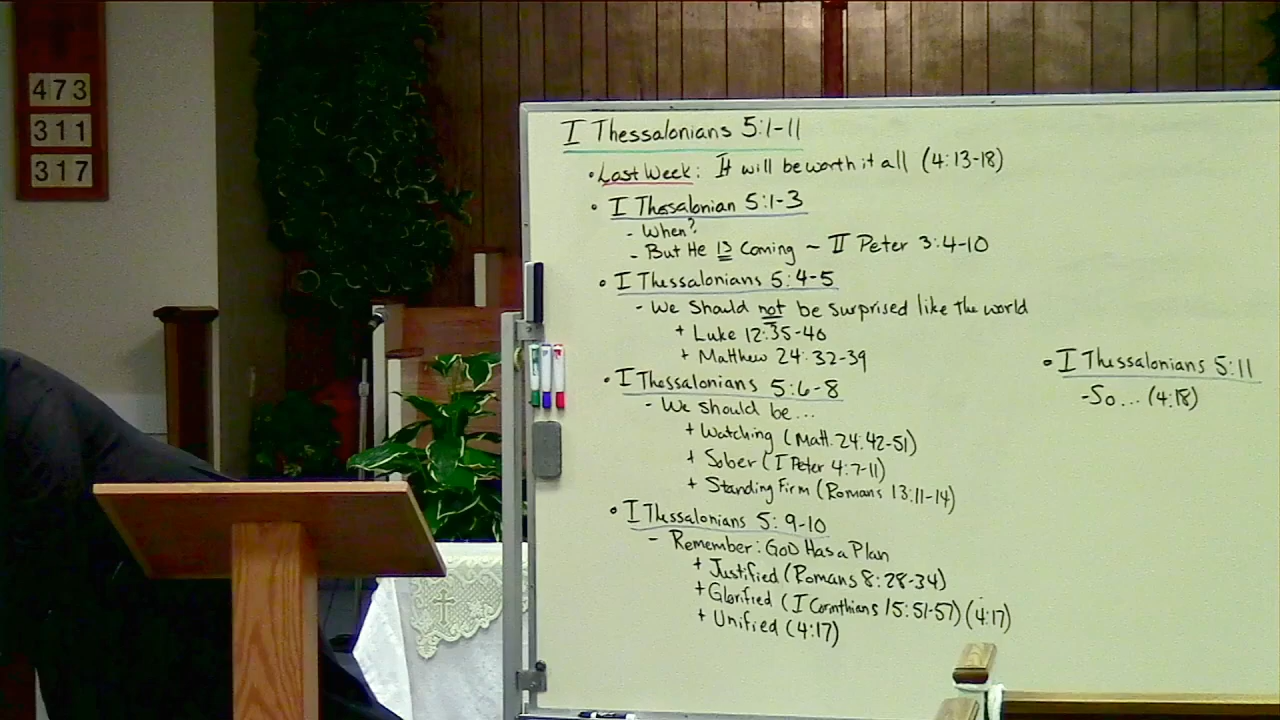 473
311
317
I Thessalonians 5:1-11
• Last Week: It will be worth it all (4:13-18)
• I Thessalonian 5:1-3
- When?
- But He IS Coming ~ II Peter 3:4-10
• I Thessalonians 5:4-5
- We Should not be surprised like the world
+ Luke 12:35-40
+ Matthew 24:32-39
• I Thessalonians 5:6-8
- We should be...
+ Watching (Matt. 24:42-51)
+ Sober (I Peter 4:7-11)
+ Standing Firm (Romans 13:11-14)
• I Thessalonians 5:9-10
- Remember: God Has a Plan
+ Justified (Romans 8:28-34)
+ Glorified (I Corinthians 15:51-57) (4:17)
+ Unified (4:17)
• I Thessalonians 5:11
- So... (4:18)